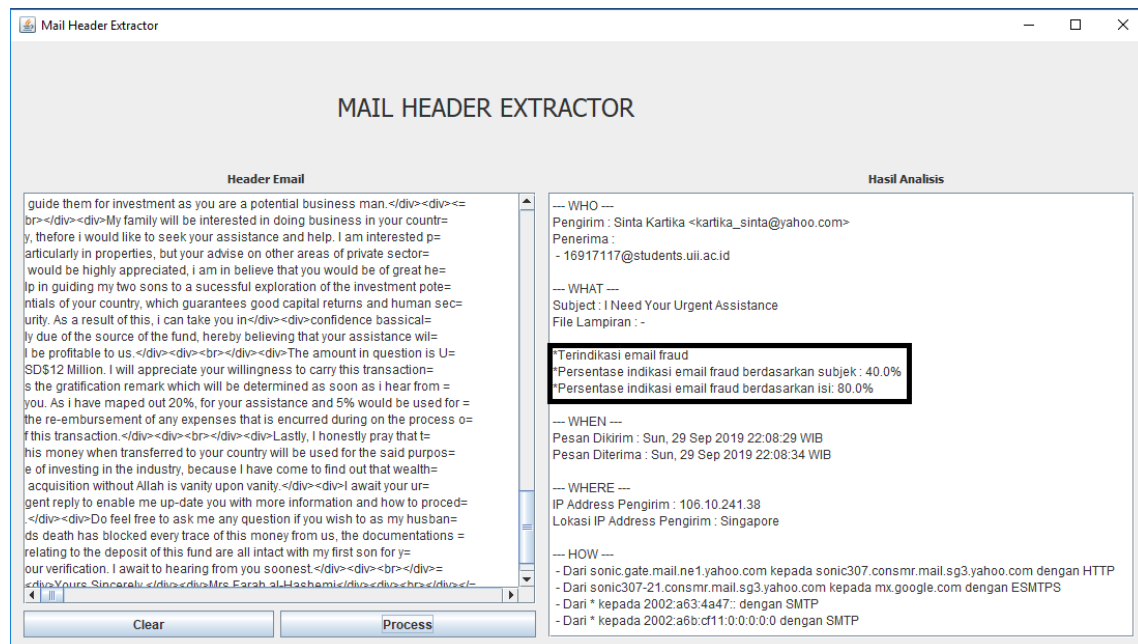 Mail Header Extractor
MAIL HEADER EXTRACTOR
Header Email
guide them for investment as you are a potential business man.</div><div><=
br></div><div>My family will be interested in doing business in your countr=
y, thefore i would like to seek your assistance and help. I am interested p=
articularly in properties, but your advise on other areas of private sector=
would be highly appreciated, i am in believe that you would be of great he=
lp in guiding my two sons to a sucessful exploration of the investment pote=
ntials of your country, which guarantees good capital returns and human sec=
urity. As a result of this, i can take you in</div><div>confidence bassical=
ly due of the source of the fund, hereby believing that your assistance wil=
l be profitable to us.</div><div><br></div><div>The amount in question is U=
SD$12 Million. I will appreciate your willingness to carry this transaction=
s the gratification remark which will be determined as soon as i hear from =
you. As i have maped out 20%, for your assistance and 5% would be used for =
the re-embursement of any expenses that is encurred during on the process o=
f this transaction.</div><div><br></div><div>Lastly, I honestly pray that t=
his money when transferred to your country will be used for the said purpos=
e of investing in the industry, because I have come to find out that wealth=
acquisition without Allah is vanity upon vanity.</div><div>I await your ur=
gent reply to enable me up-date you with more information and how to proced=
.</div><div>Do feel free to ask me any question if you wish to as my husban=
ds death has blocked every trace of this money from us, the documentations =
relating to the deposit of this fund are all intact with my first son for y=
our verification. I await to hearing from you soonest.</div><div><br></div>=
<div>Yours Sincerely,</div><div>Mrs Farah al-Hashemi</div><div><br></div></=
Clear
Process
Hasil Analisis
--- WHO ---
Pengirim : Sinta Kartika <kartika_sinta@yahoo.com>
Penerima :
- 16917117@students.uii.ac.id
--- WHAT ---
Subject : I Need Your Urgent Assistance
File Lampiran : -
*Terindikasi email fraud
*Persentase indikasi email fraud berdasarkan subjek : 40.0%
*Persentase indikasi email fraud berdasarkan isi: 80.0%
--- WHEN ---
Pesan Dikirim : Sun, 29 Sep 2019 22:08:29 WIB
Pesan Diterima : Sun, 29 Sep 2019 22:08:34 WIB
--- WHERE ---
IP Address Pengirim : 106.10.241.38
Lokasi IP Address Pengirim : Singapore
--- HOW ---
- Dari sonic.gate.mail.ne1.yahoo.com kepada sonic307.consmr.mail.sg3.yahoo.com dengan HTTP
- Dari sonic307-21.consmr.mail.sg3.yahoo.com kepada mx.google.com dengan ESMTPS
- Dari * kepada 2002:a63:4a47:: dengan SMTP
- Dari * kepada 2002:a6b:cf11:0:0:0:0:0 dengan SMTP